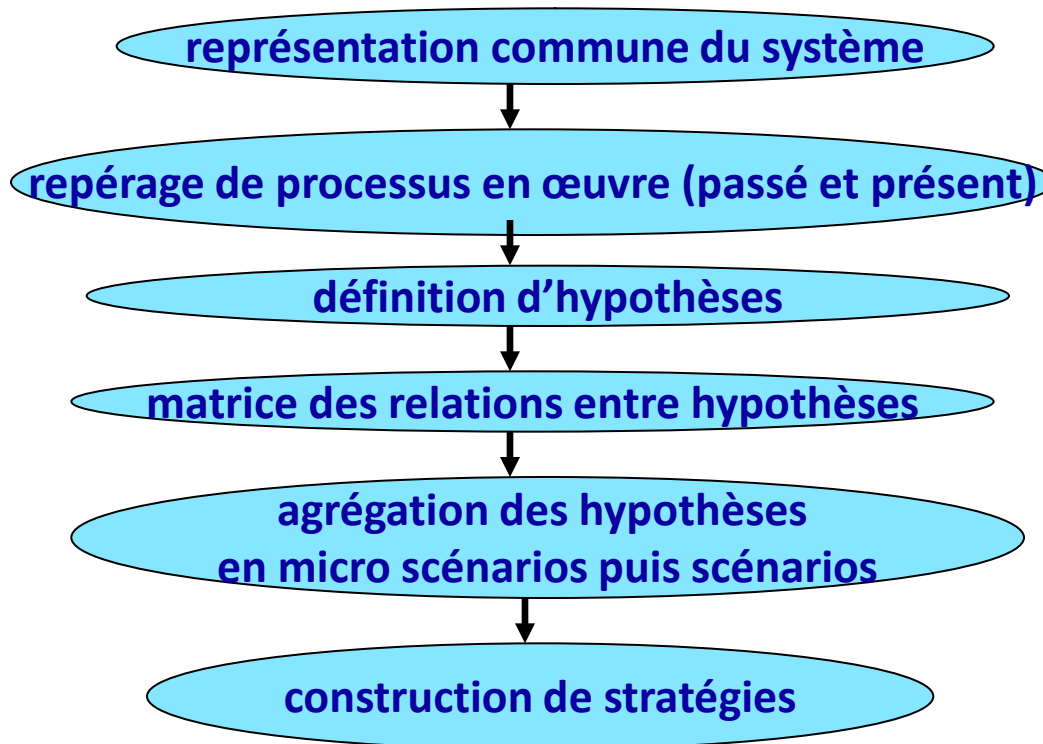 représentation commune du système
repérage de processus en œuvre (passé et présent)
définition d’hypothèses
matrice des relations entre hypothèses
agrégation des hypothèses
en micro scénarios puis scénarios
construction de stratégies